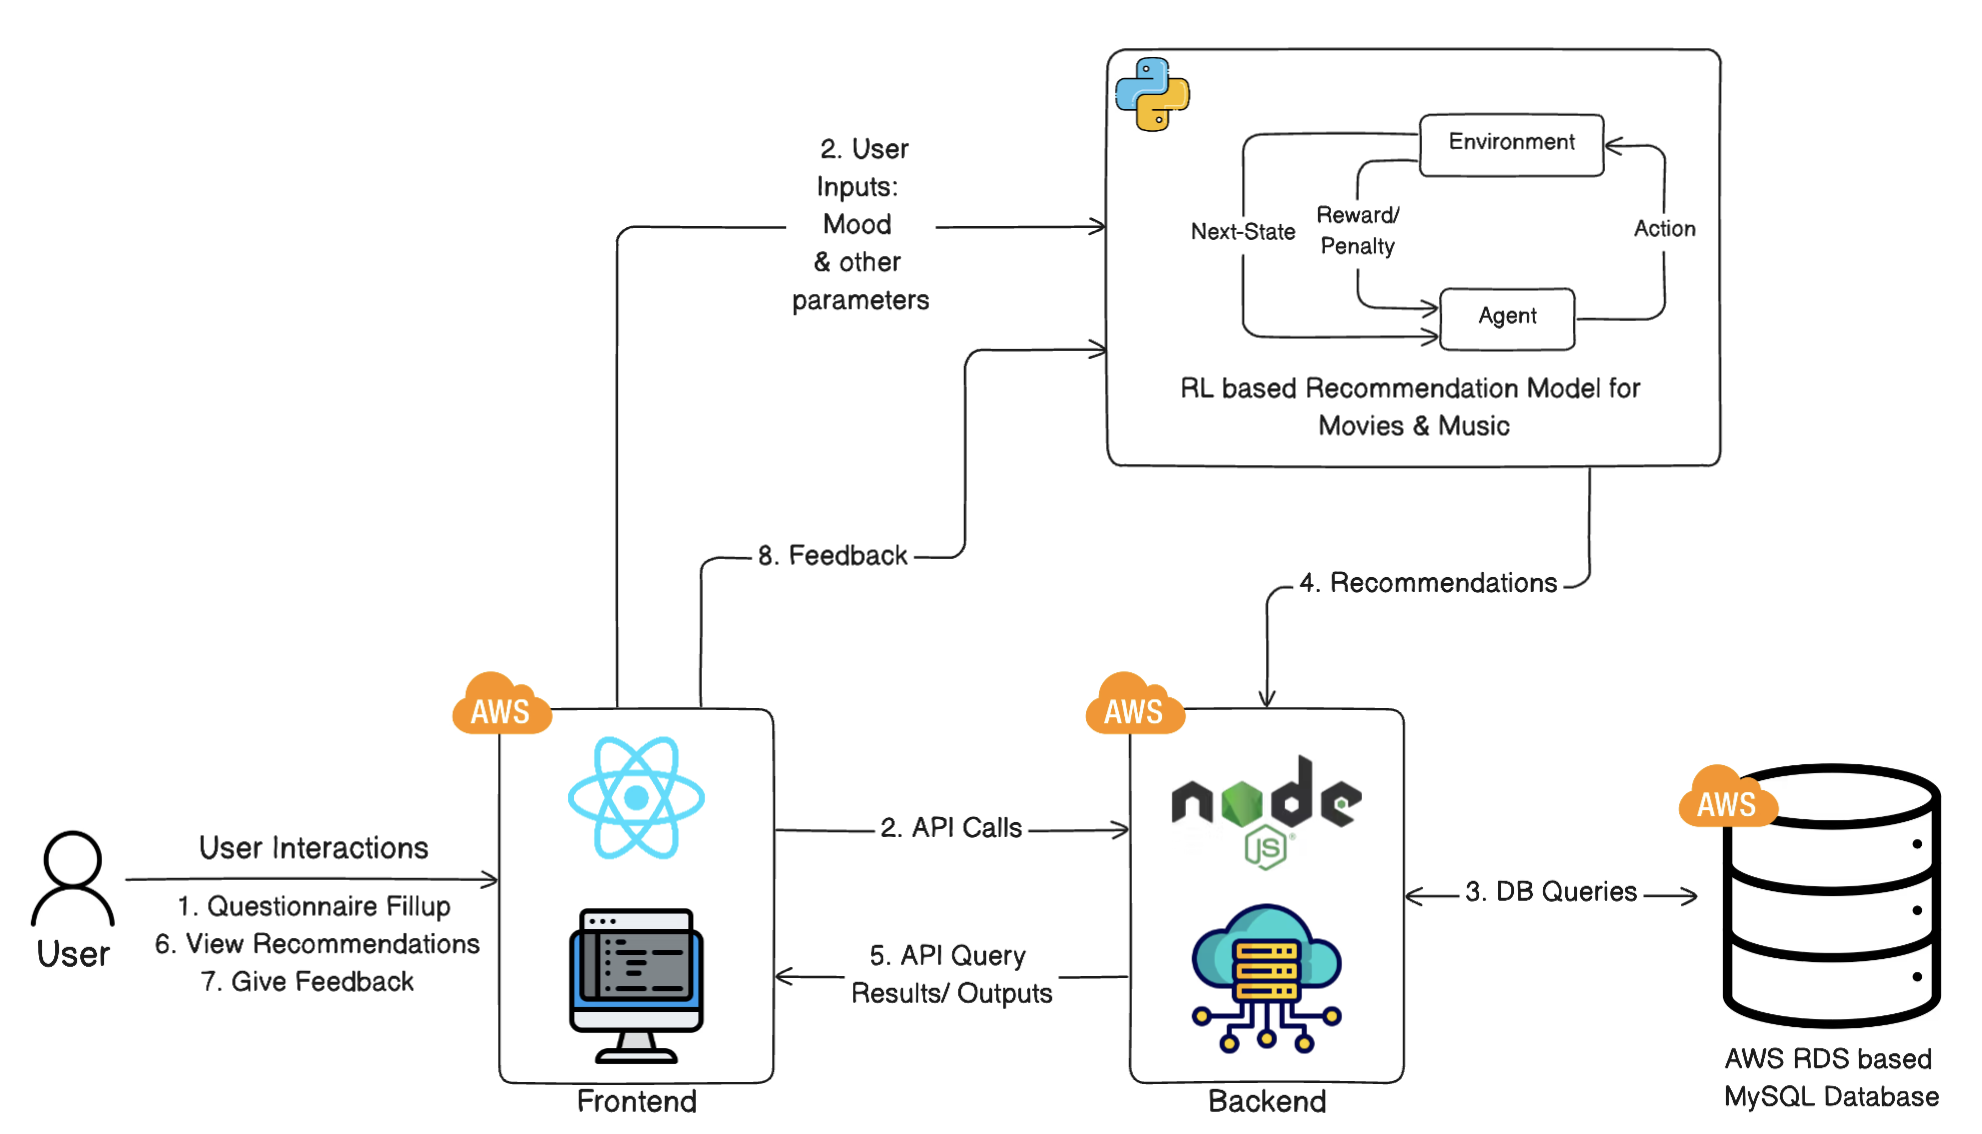 Environment
2. User
Inputs:
Mood
& other
parameters
Next-State
Reward/
Penalty
Action
Agent
RL based Recommendation Model for
Movies & Music
8. Feedback
4. Recommendations
AWS
AWS
AWS
node
JS
User Interactions
1. Questionnaire Fillup
6. View Recommendations
7. Give Feedback
User
2. API Calls
5. API Query
Results/ Outputs
3. DB Queries
Frontend
Backend
AWS RDS based
MySQL Database